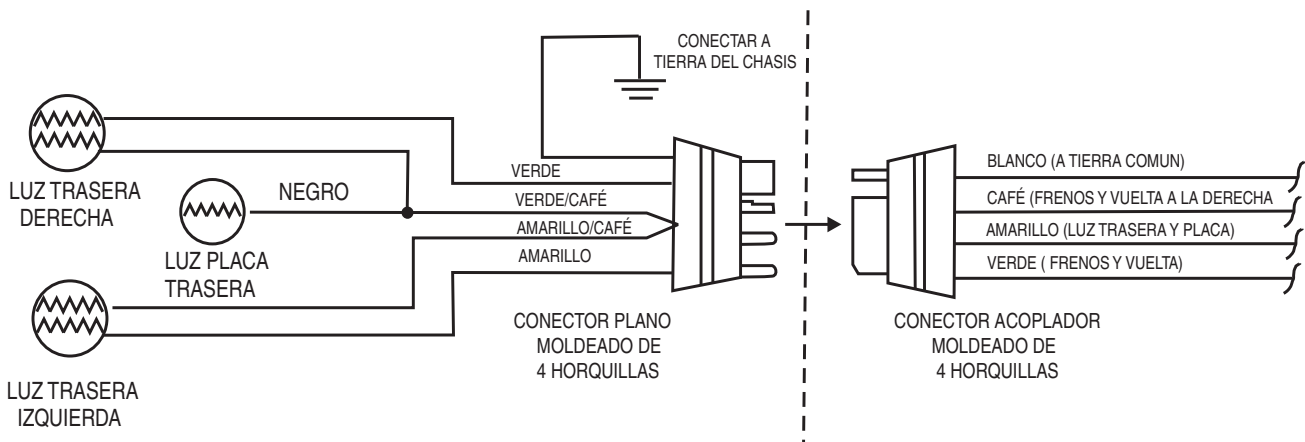 CONECTAR A
TIERRA DEL CHASIS
LUZ TRASERA
DERECHA
NEGRO
LUZ PLACA
TRASERA
LUZ TRASERA
IZQUIERDA
VERDE
VERDE/CAFÉ
AMARILLO/CAFÉ
AMARILLO
CONECTOR PLANO
MOLDEADO DE
4 HORQUILLAS
BLANCO (A TIERRA COMUN)
CAFÉ (FRENOS Y VUELTA A LA DERECHA
AMARILLO (LUZ TRASERA Y PLACA)
VERDE ( FRENOS Y VUELTA)
CONECTOR ACOPLADOR
MOLDEADO DE
4 HORQUILLAS